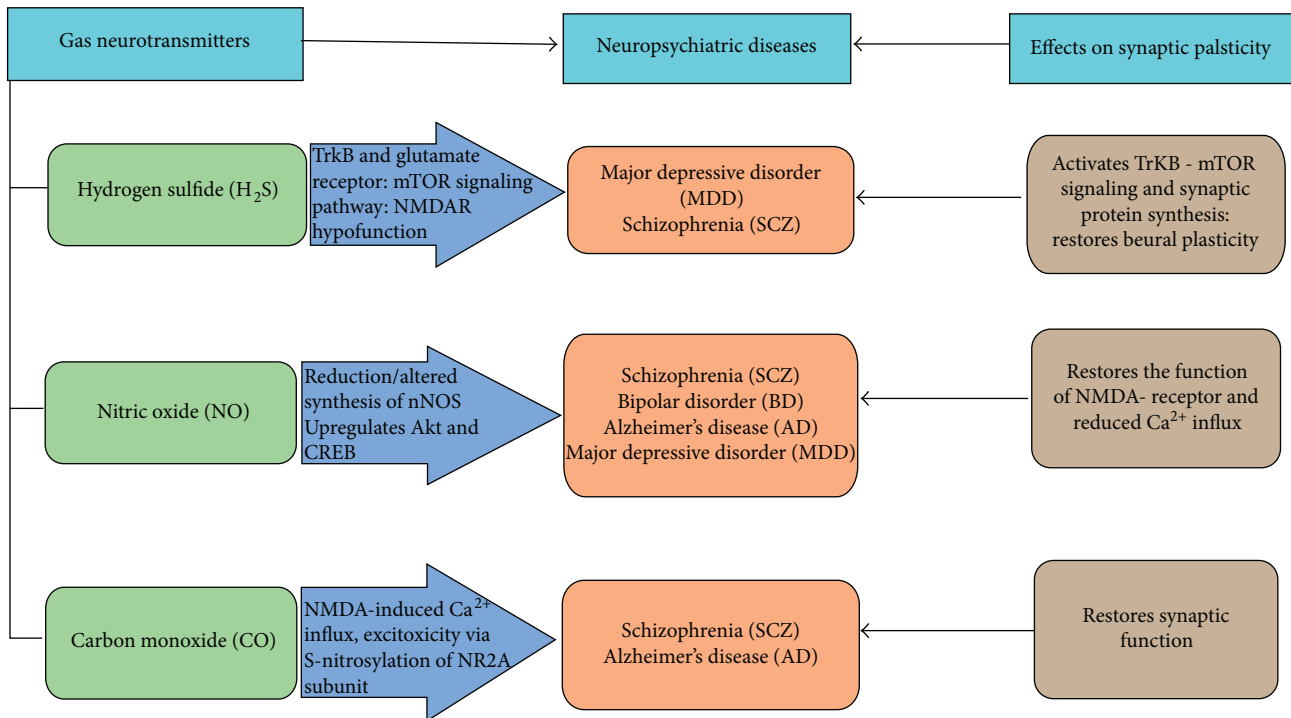 Gas neurotransmitters
Neuropsychiatric diseases
Effects on synaptic palsticity
Hydrogen sulfide (H₂S)
TrkB and glutamate
receptor: mTOR signaling
pathway: NMDAR
hypofunction
Major depressive disorder
(MDD)
Schizophrenia (SCZ)
Activates TrKB - mTOR
signaling and synaptic
protein synthesis:
restores beural plasticity
Nitric oxide (NO)
Reduction/altered
synthesis of nNOS
Upregulates Akt and
CREB
Schizophrenia (SCZ)
Bipolar disorder (BD)
Alzheimer’s disease (AD)
Major depressive disorder (MDD)
Restores the function
of NMDA- receptor and
reduced Ca²⁺ influx
Carbon monoxide (CO)
NMDA-induced Ca²⁺
influx, excitoxicity via
S-nitrosylation of NR2A
subunit
Schizophrenia (SCZ)
Alzheimer’s disease (AD)
Restores synaptic
function